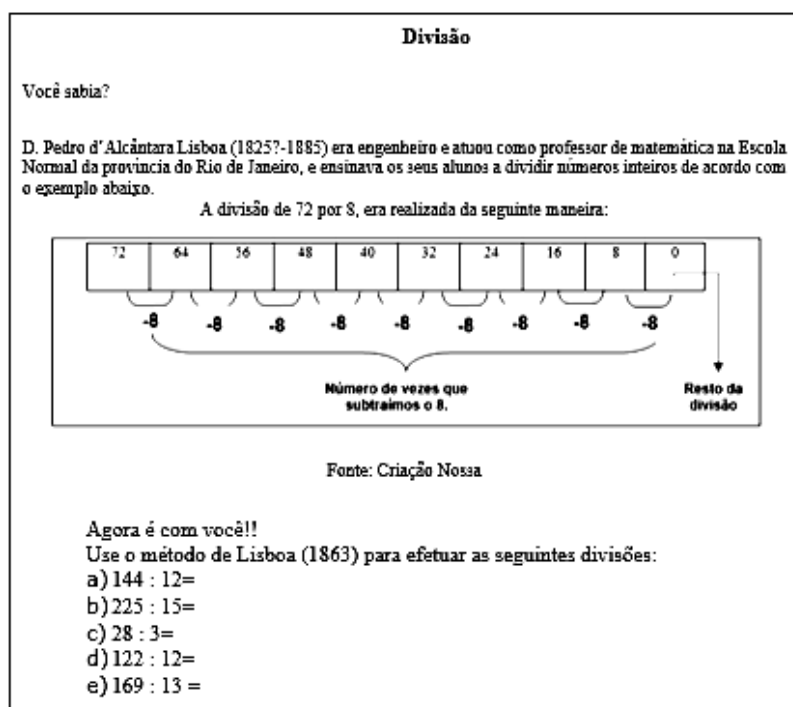 Divisão
Você sabia?
D. Pedro d'Alcântara Lisboa (1825?-1885) era engenheiro e atuou como professor de matemática na Escola
Normal da província do Rio de Janeiro, e ensinava os seus alunos a dividir números inteiros de acordo com
o exemplo abaixo.
A divisão de 72 por 8, era realizada da seguinte maneira:
72 64 56 48 40 32 24 16 8 0
-8 -8 -8 -8 -8 -8 -8 -8 -8
Número de vezes que
subtraímos o 8.
Resto da
divisão
Fonte: Criação Nossa
Agora é com você!!
Use o método de Lisboa (1863) para efetuar as seguintes divisões:
a) 144 : 12=
b) 225 : 15=
c) 28 : 3=
d) 122 : 12=
e) 169 : 13 =